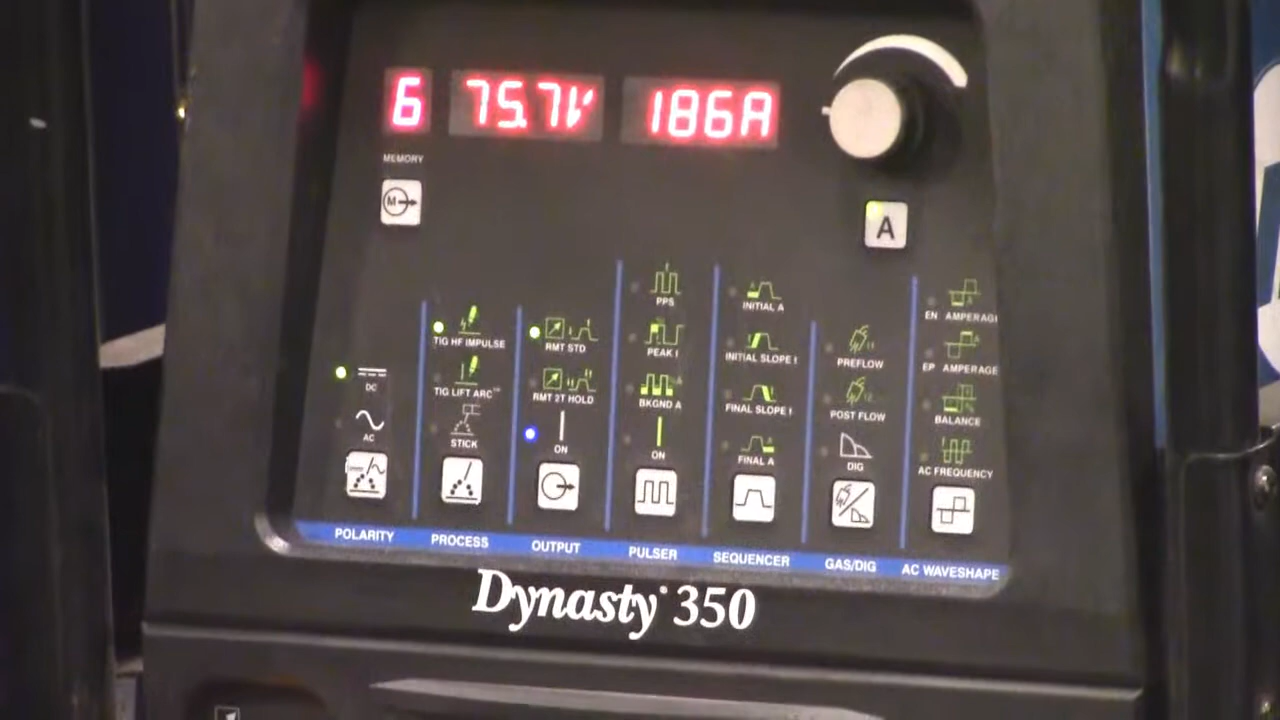 6 75.7V 186A
MEMORY
M
A
PPS
INITIAL A
EN AMPERAGE
TIG HF IMPULSE
RMT STD
PEAK t
INITIAL SLOPE t
PREFLOW
EP AMPERAGE
DC
TIG LIFT ARC™
RMT 2T HOLD
BKGND A
FINAL SLOPE t
POST FLOW
BALANCE
AC
STICK
ON
ON
FINAL A
DIG
AC FREQUENCY
POLARITY PROCESS OUTPUT PULSER SEQUENCER GAS/DIG AC WAVESHAPE
Dynasty 350